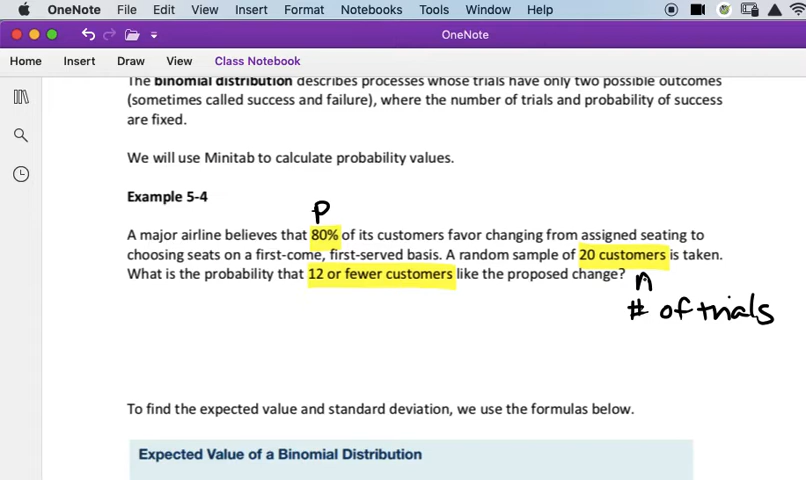 OneNote File Edit View Insert Format Notebooks Tools Window Help
OneNote
Home Insert Draw View Class Notebook
The binomial distribution describes processes whose trials have only two possible outcomes
(sometimes called success and failure), where the number of trials and probability of success
are fixed.
We will use Minitab to calculate probability values.
Example 5-4
p
A major airline believes that 80% of its customers favor changing from assigned seating to
choosing seats on a first-come, first-served basis. A random sample of 20 customers is taken.
What is the probability that 12 or fewer customers like the proposed change?
n
# of trials
To find the expected value and standard deviation, we use the formulas below.
Expected Value of a Binomial Distribution